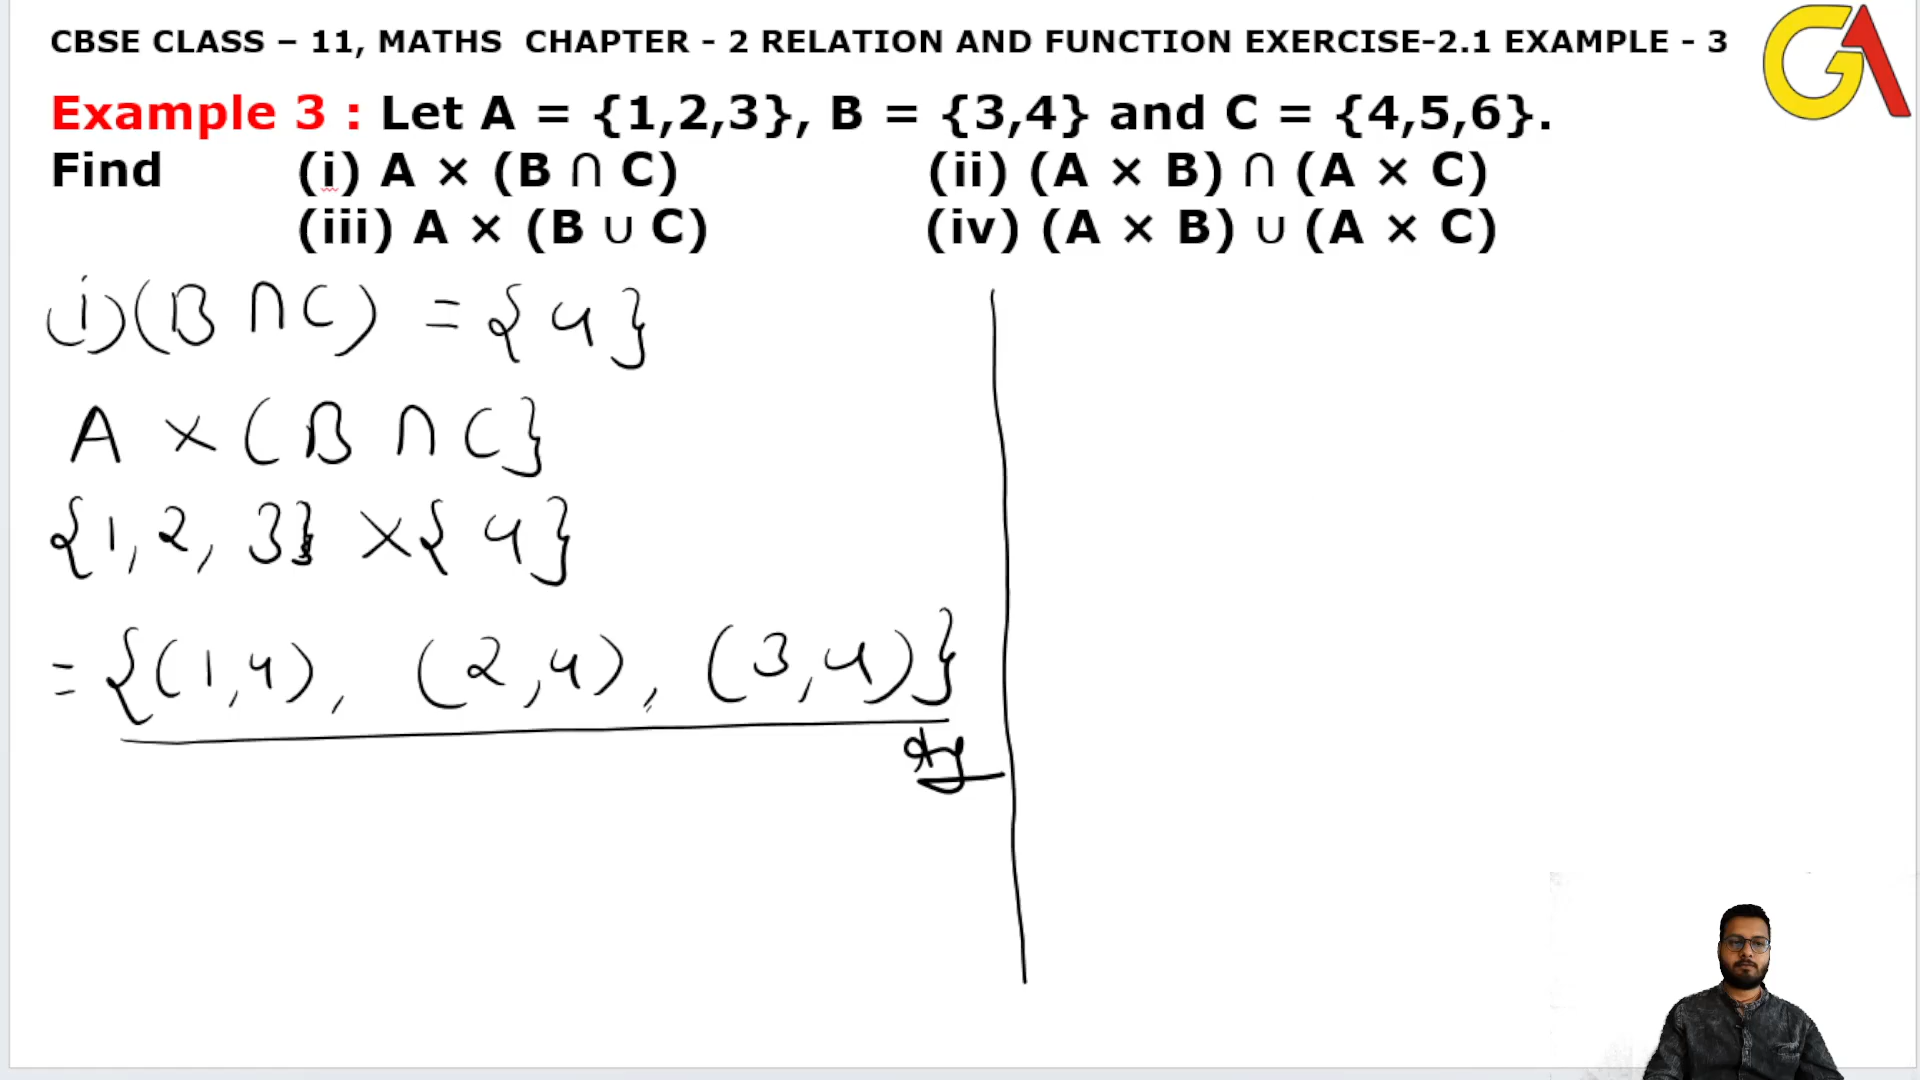 CBSE CLASS – 11, MATHS CHAPTER - 2 RELATION AND FUNCTION EXERCISE-2.1 EXAMPLE - 3
Example 3 : Let A = {1,2,3}, B = {3,4} and C = {4,5,6}.
Find (i) A × (B ∩ C) (ii) (A × B) ∩ (A × C)
(iii) A × (B ∪ C) (iv) (A × B) ∪ (A × C)
(i) (B ∩ C) = {4}
A × (B ∩ C}
{1, 2, 3} × {4}
= {(1,4), (2,4), (3,4)}